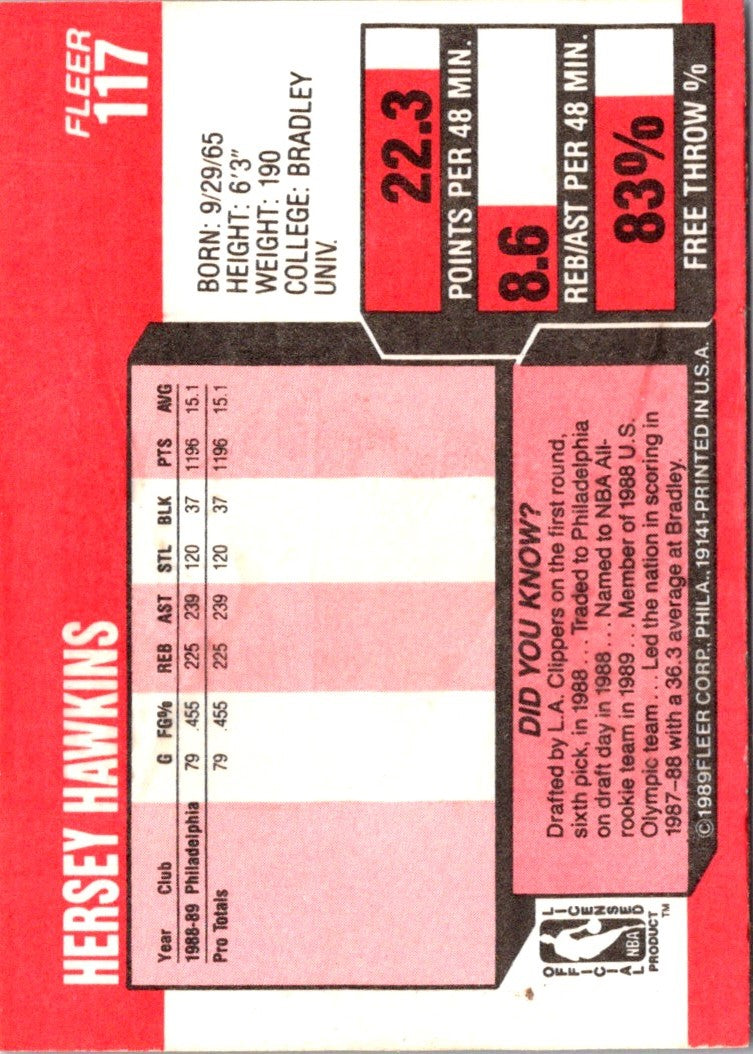 HERSEY HAWKINS
FLEER
117
Year Club G FG% REB AST STL BLK PTS AVG
1988-89 Philadelphia 79 .455 225 239 120 37 1196 15.1
Pro Totals 79 .455 225 239 120 37 1196 15.1
BORN: 9/29/65
HEIGHT: 6'3"
WEIGHT: 190
COLLEGE: BRADLEY
UNIV.
22.3
POINTS PER 48 MIN.
8.6
REB/AST PER 48 MIN.
83%
FREE THROW %
DID YOU KNOW?
Drafted by L.A. Clippers on the first round,
sixth pick, in 1988 . . . Traded to Philadelphia
on draft day in 1988 . . . Named to NBA All-
rookie team in 1989 . . . Member of 1988 U.S.
Olympic team . . . Led the nation in scoring in
1987-88 with a 36.3 average at Bradley.
OFFICIAL
LICENSED
NBA
PRODUCT™
©1989FLEER CORP., PHILA., 19141-PRINTED IN U.S.A.